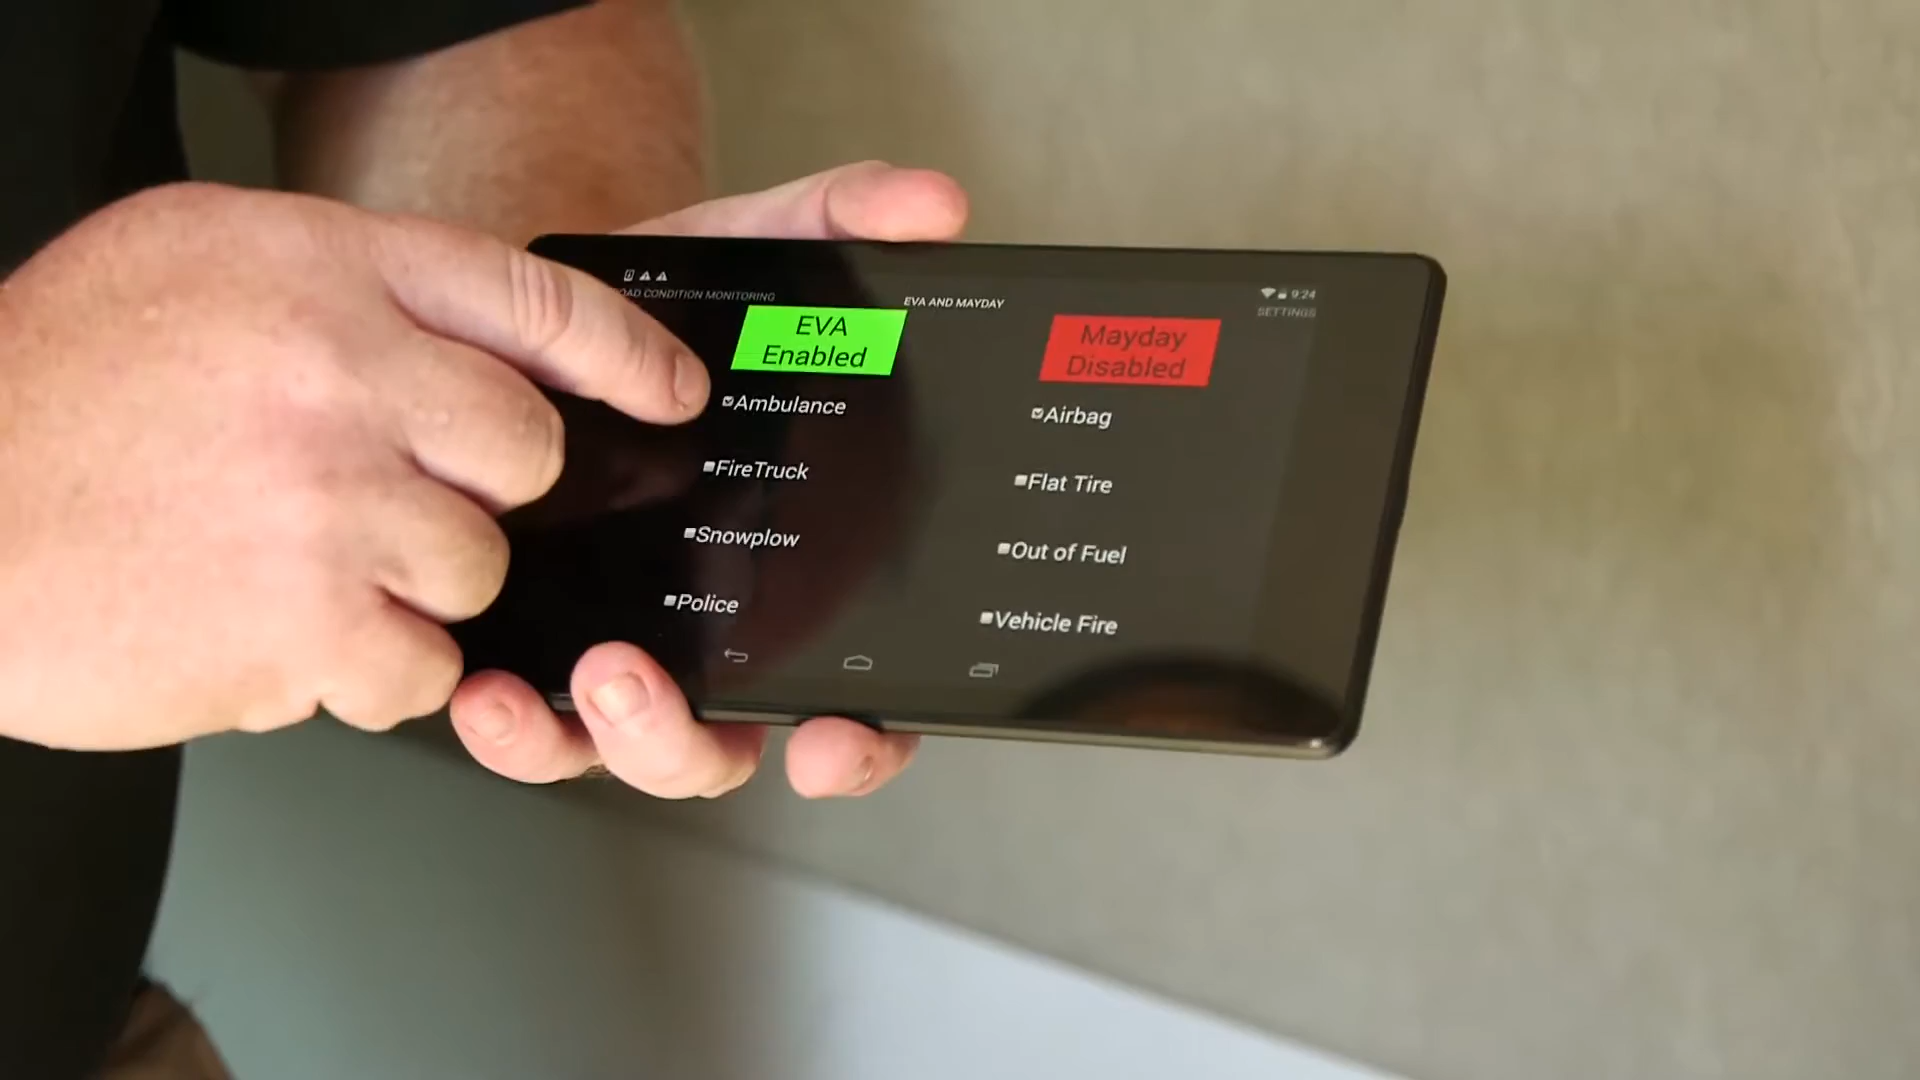 OAD CONDITION MONITORING
EVA AND MAYDAY
9:24
SETTINGS
EVA
Enabled
Mayday
Disabled
Ambulance
Airbag
FireTruck
Flat Tire
Snowplow
Out of Fuel
Police
Vehicle Fire